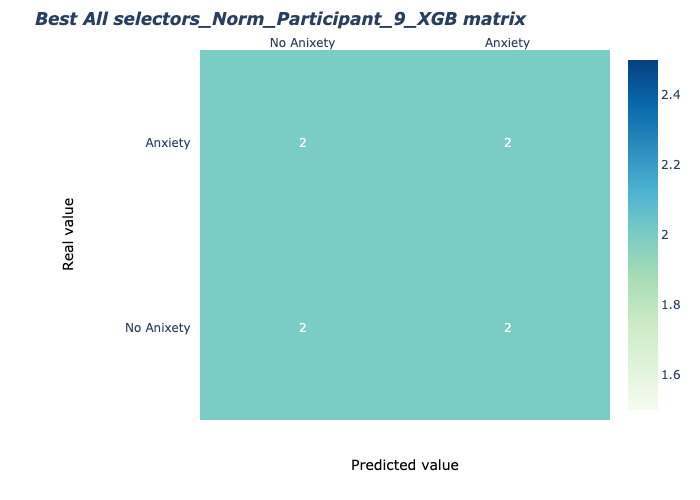 Best All selectors_Norm_Participant_9_XGB matrix
No Anixety Anxiety
Anxiety 2 2
No Anixety 2 2
Real value
Predicted value
2.4
2.2
2
1.8
1.6